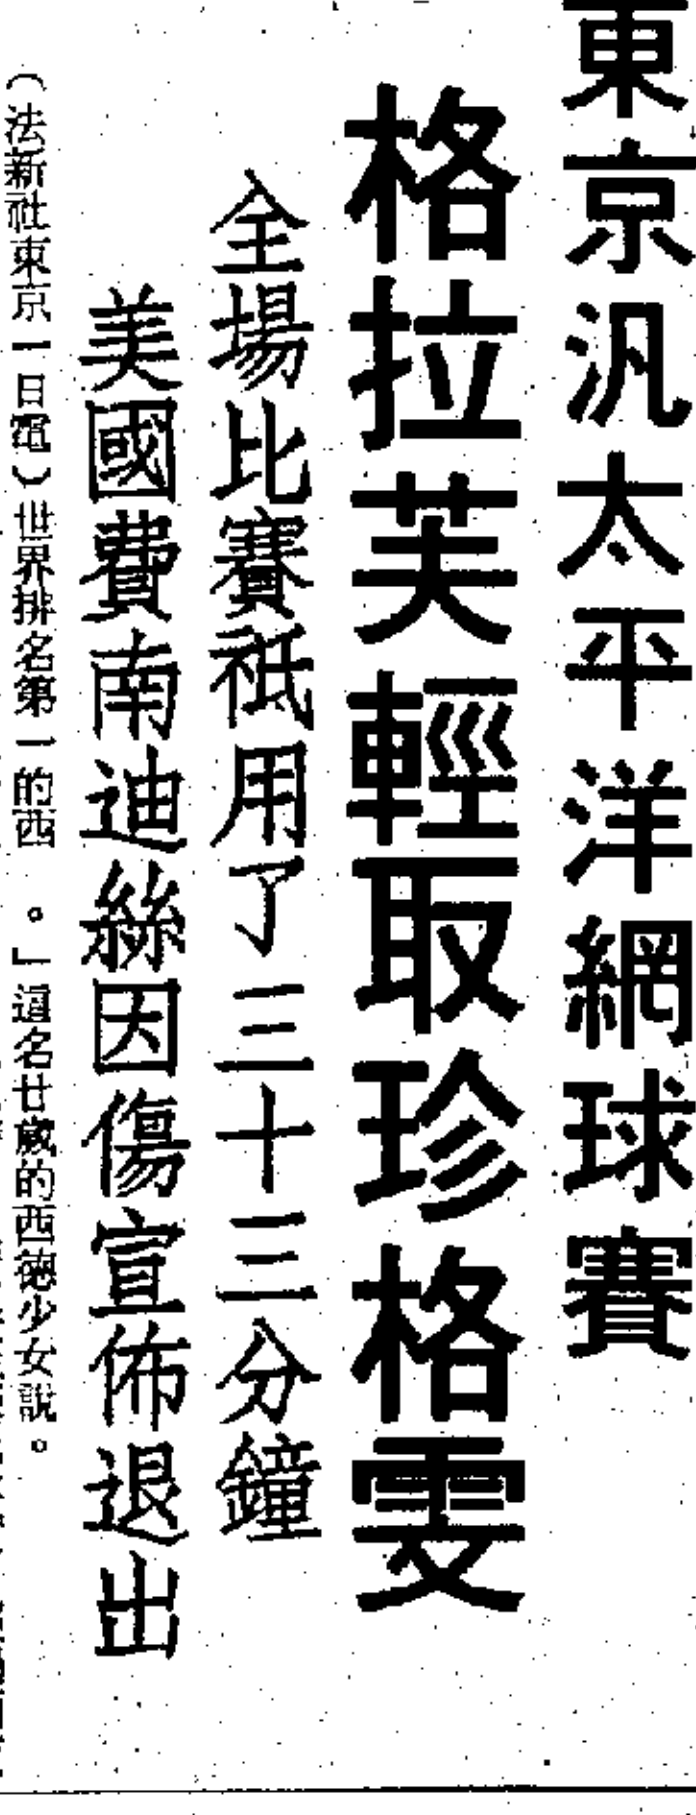 東京汎太平洋網球賽
格拉芙輕取珍格雯
全場比賽祗用了三十三分鐘
美國費南迪絲因傷宣佈退出
（法新社東京一日電）世界排名第一的西
。」這名廿歲的西德少女說。